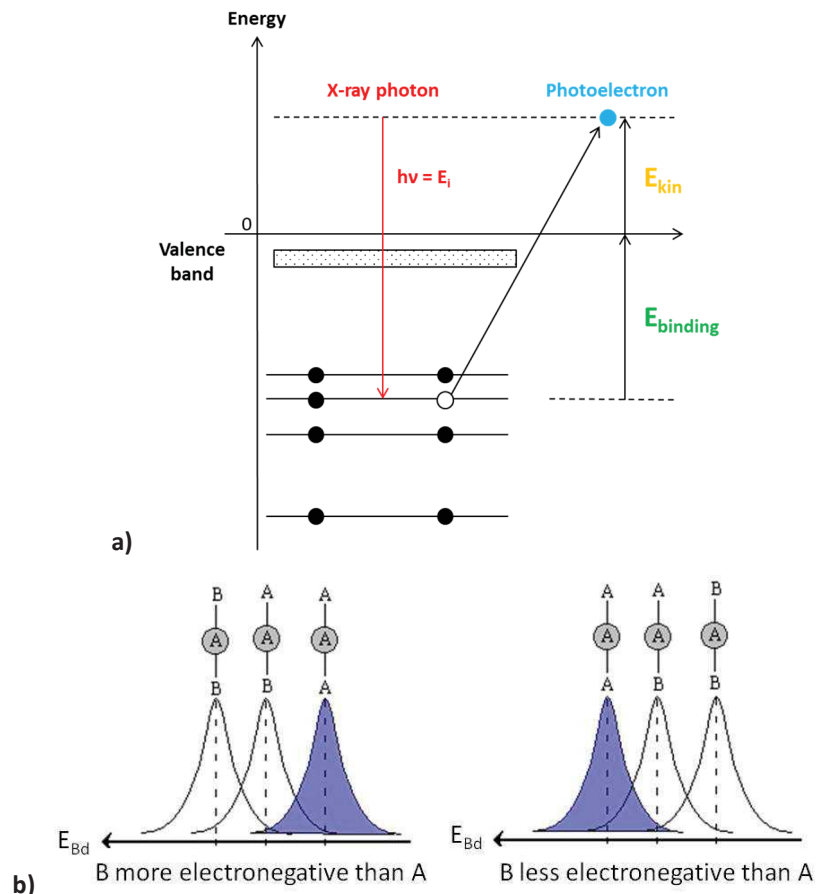 Energy
X-ray photon
Photoelectron
hν = Ei
Ekin
0
Valence
band
Ebinding
a)
B A A
A A A
B B A
EBd
B more electronegative than A
A A B
A A A
A B B
EBd
B less electronegative than A
b)